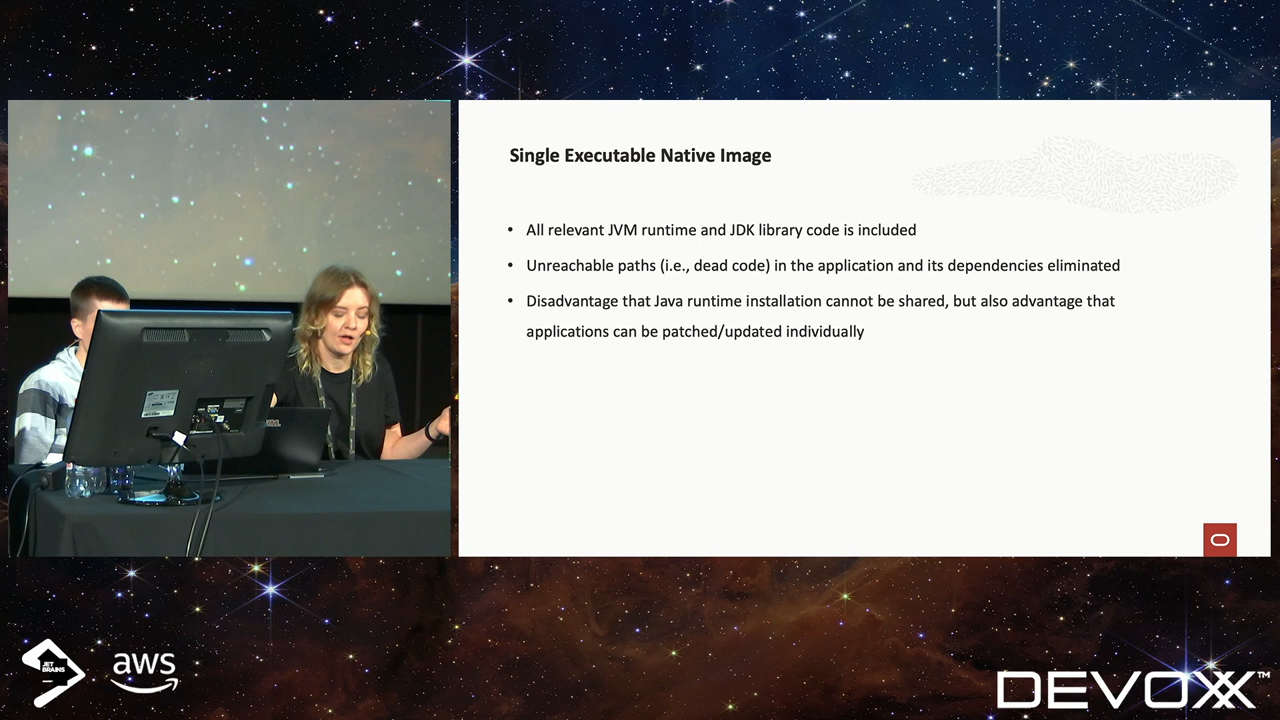 Single Executable Native Image
• All relevant JVM runtime and JDK library code is included
• Unreachable paths (i.e., dead code) in the application and its dependencies eliminated
• Disadvantage that Java runtime installation cannot be shared, but also advantage that
applications can be patched/updated individually
JET
BRAINS
aws
DEVOXX™